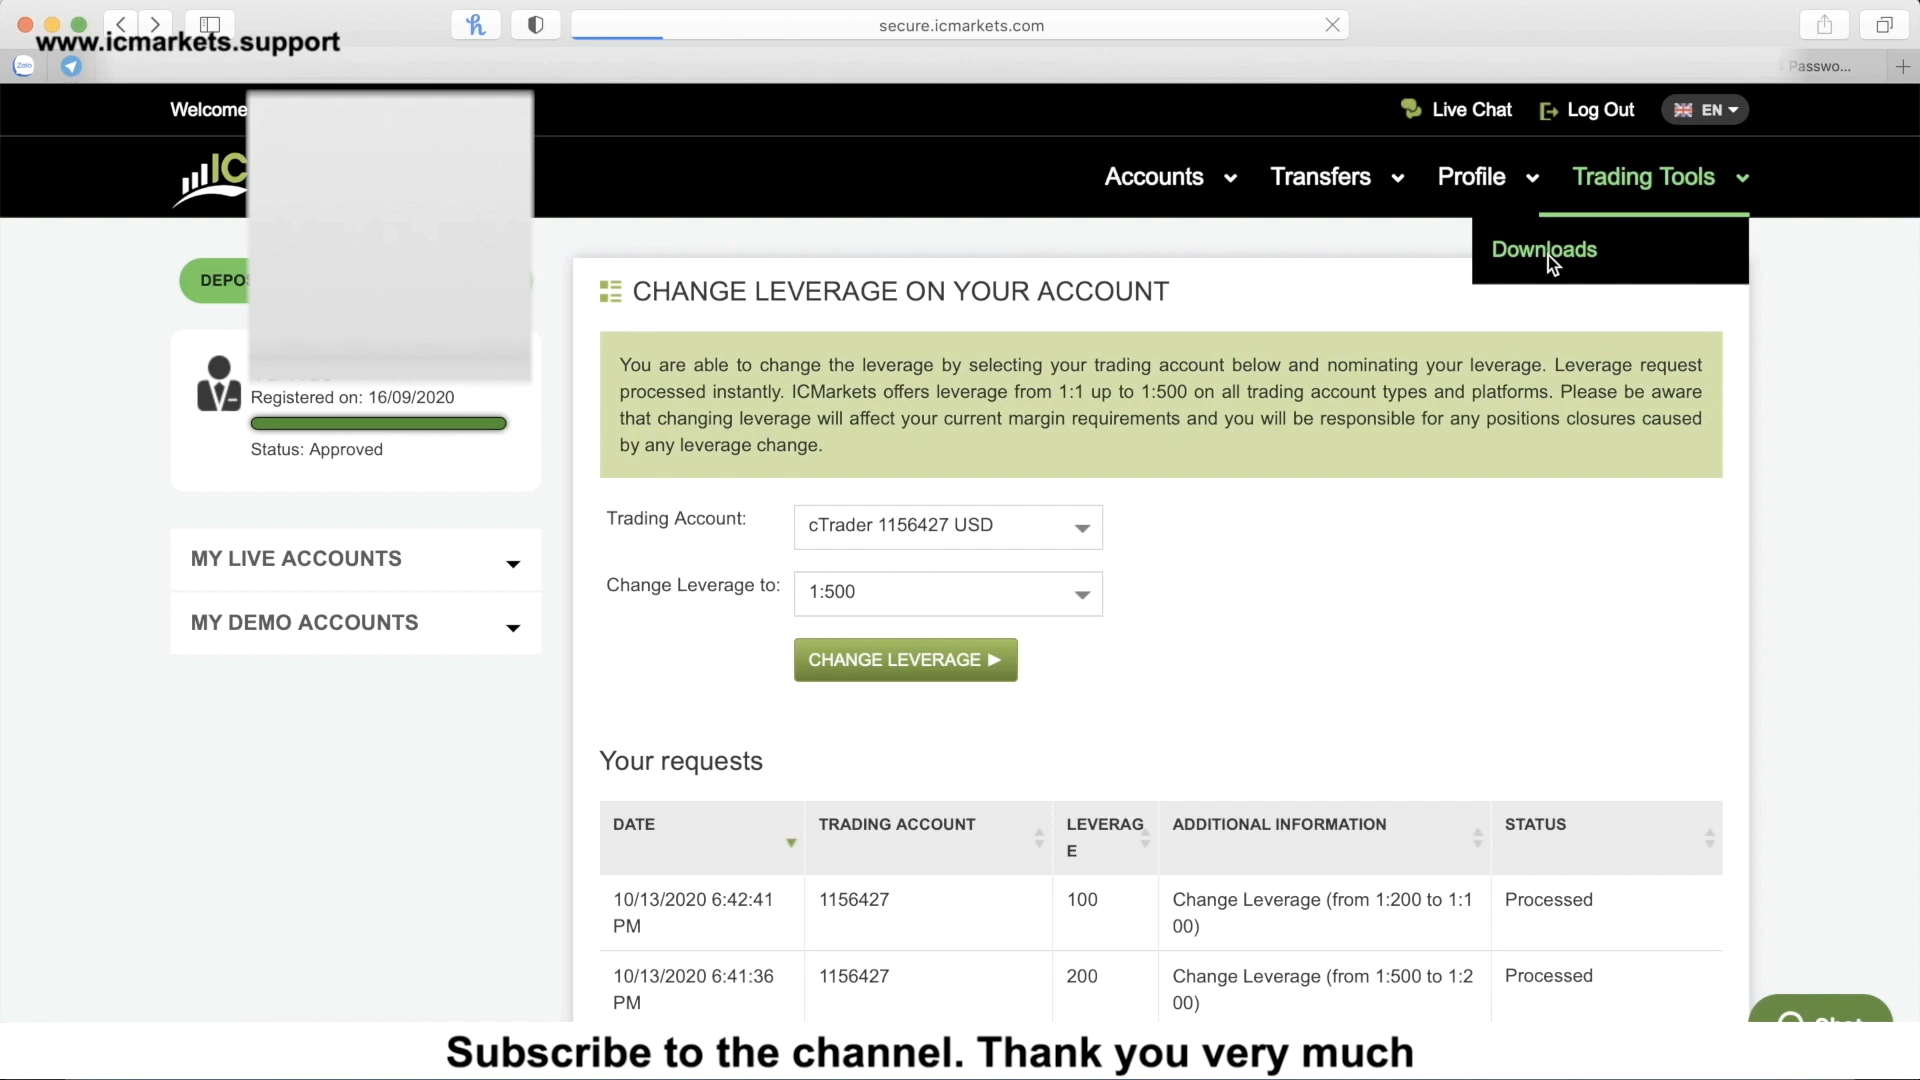 secure.icmarkets.com
www.icmarkets.support
Zalo
Passwo...
Welcome
Live Chat
Log Out
EN
IC
Accounts
Transfers
Profile
Trading Tools
Downloads
DEPOS
Registered on: 16/09/2020
Status: Approved
MY LIVE ACCOUNTS
MY DEMO ACCOUNTS
CHANGE LEVERAGE ON YOUR ACCOUNT
You are able to change the leverage by selecting your trading account below and nominating your leverage. Leverage request
processed instantly. ICMarkets offers leverage from 1:1 up to 1:500 on all trading account types and platforms. Please be aware
that changing leverage will affect your current margin requirements and you will be responsible for any positions closures caused
by any leverage change.
Trading Account:
cTrader 1156427 USD
Change Leverage to:
1:500
CHANGE LEVERAGE
Your requests
DATE
TRADING ACCOUNT
LEVERAG
E
ADDITIONAL INFORMATION
STATUS
10/13/2020 6:42:41
PM
1156427
100
Change Leverage (from 1:200 to 1:1
00)
Processed
10/13/2020 6:41:36
PM
1156427
200
Change Leverage (from 1:500 to 1:2
00)
Processed
Chat
Subscribe to the channel. Thank you very much